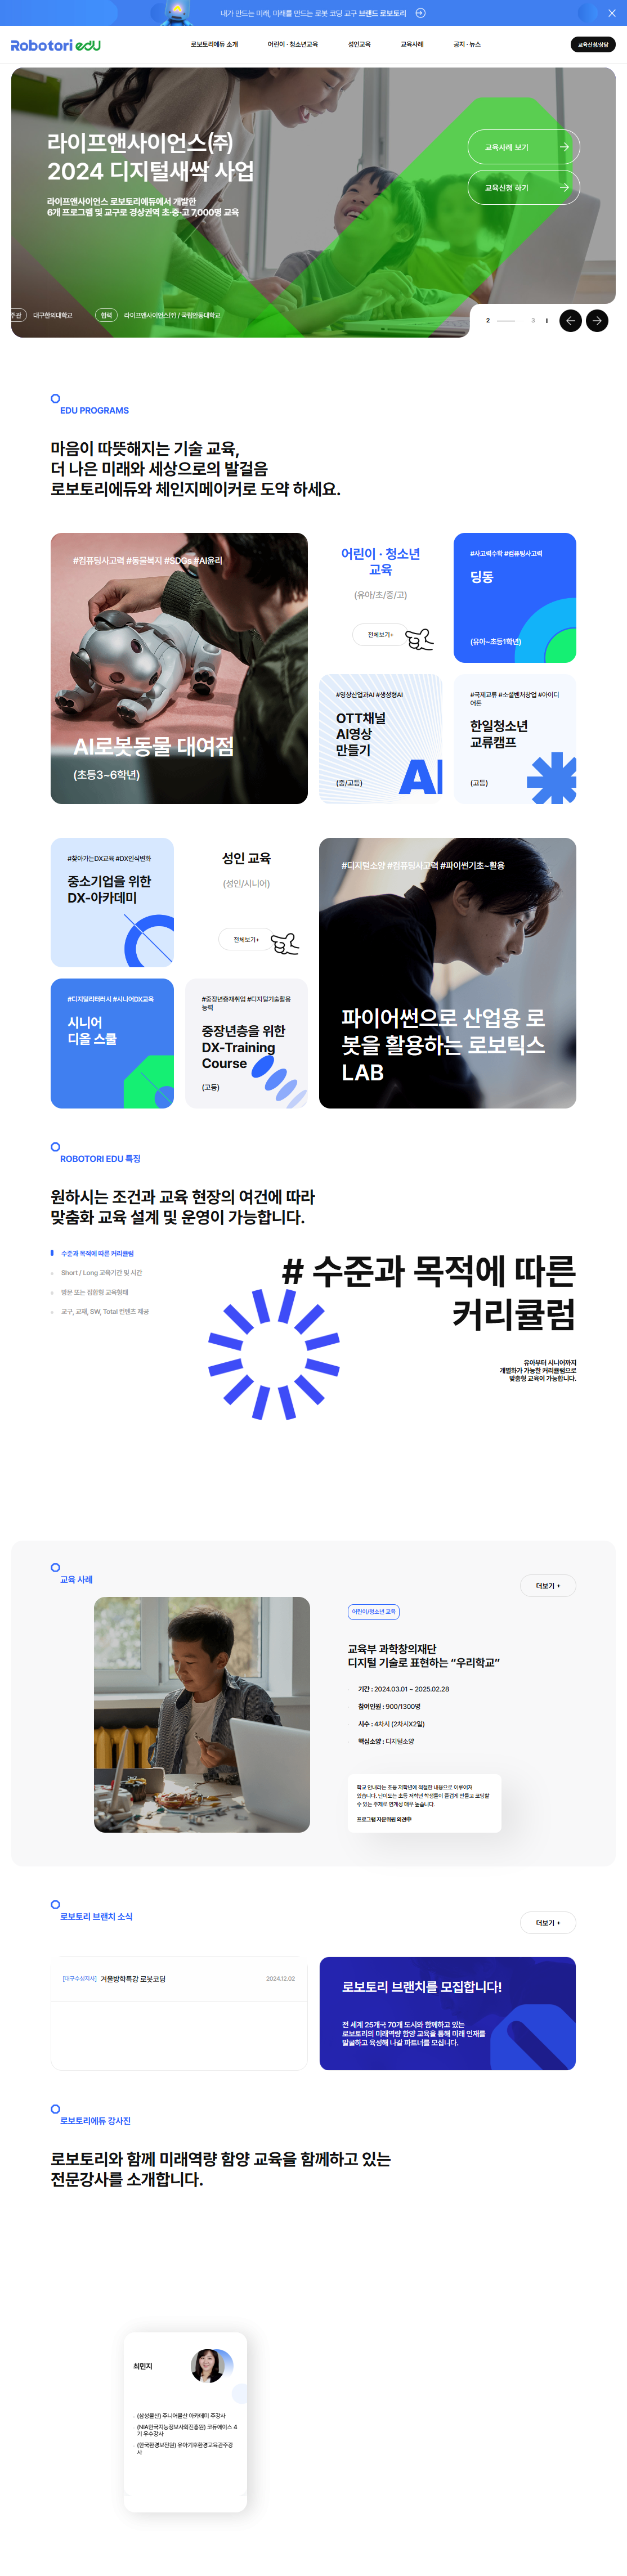 내가 만드는 미래, 미래를 만드는 로봇 코딩 교구 브랜드 로보토리
Robotori edu
로보토리에듀 소개
어린이 · 청소년교육
성인교육
교육사례
공지 · 뉴스
교육신청/상담
라이프앤사이언스㈜
2024 디지털새싹 사업
라이프앤사이언스 로보토리에듀에서 개발한
6개 프로그램 및 교구로 경상권역 초·중·고 7,000명 교육
교육사례 보기
교육신청 하기
주관 대구한의대학교
협력 라이프앤사이언스㈜ / 국립안동대학교
2 3
EDU PROGRAMS
마음이 따뜻해지는 기술 교육,
더 나은 미래와 세상으로의 발걸음
로보토리에듀와 체인지메이커로 도약 하세요.
#컴퓨팅사고력 #동물복지 #SDGs #AI윤리
AI로봇동물 대여점
(초등3~6학년)
어린이 · 청소년
교육
(유아/초/중/고)
전체보기+
#사고력수학 #컴퓨팅사고력
딩동
(유아~초등1학년)
#영상산업과AI #생성형AI
OTT채널
AI영상
만들기
(중/고등)
AI
#국제교류 #소셜벤처창업 #아이디
어톤
한일청소년
교류캠프
(고등)
#찾아가는DX교육 #DX인식변화
중소기업을 위한
DX-아카데미
성인 교육
(성인/시니어)
전체보기+
#디지털소양 #컴퓨팅사고력 #파이썬기초~활용
파이어썬으로 산업용 로
봇을 활용하는 로보틱스
LAB
#디지털리터러시 #시니어DX교육
시니어
디올 스쿨
#중장년층재취업 #디지털기술활용
능력
중장년층을 위한
DX-Training
Course
(고등)
ROBOTORI EDU 특징
원하시는 조건과 교육 현장의 여건에 따라
맞춤화 교육 설계 및 운영이 가능합니다.
수준과 목적에 따른 커리큘럼
Short / Long 교육기간 및 시간
방문 또는 집합형 교육형태
교구, 교재, SW, Total 컨텐츠 제공
# 수준과 목적에 따른
커리큘럼
유아부터 시니어까지
개별화가 가능한 커리큘럼으로
맞춤형 교육이 가능합니다.
교육 사례
더보기 +
어린이/청소년 교육
교육부 과학창의재단
디지털 기술로 표현하는 “우리학교”
기간 : 2024.03.01 ~ 2025.02.28
참여인원 : 900/1300명
시수 : 4차시 (2차시X2일)
핵심소양 : 디지털소양
학교 안내라는 초등 저학년에 적절한 내용으로 이루어져
있습니다. 난이도는 초등 저학년 학생들이 즐겁게 만들고 코딩할
수 있는 주제로 연계성 매우 높습니다.
프로그램 자문위원 의견中
로보토리 브랜치 소식
더보기 +
[대구수성지사] 겨울방학특강 로봇코딩 2024.12.02
로보토리 브랜치를 모집합니다!
전 세계 25개국 70개 도시와 함께하고 있는
로보토리의 미래역량 함양 교육을 통해 미래 인재를
발굴하고 육성해 나갈 파트너를 모십니다.
로보토리에듀 강사진
로보토리와 함께 미래역량 함양 교육을 함께하고 있는
전문강사를 소개합니다.
최민지
(삼성물산) 주니어물산 아카데미 주강사
(NIA한국지능정보사회진흥원) 코듀에이스 4
기 우수강사
(한국환경보전원) 유아기후환경교육관주강
사